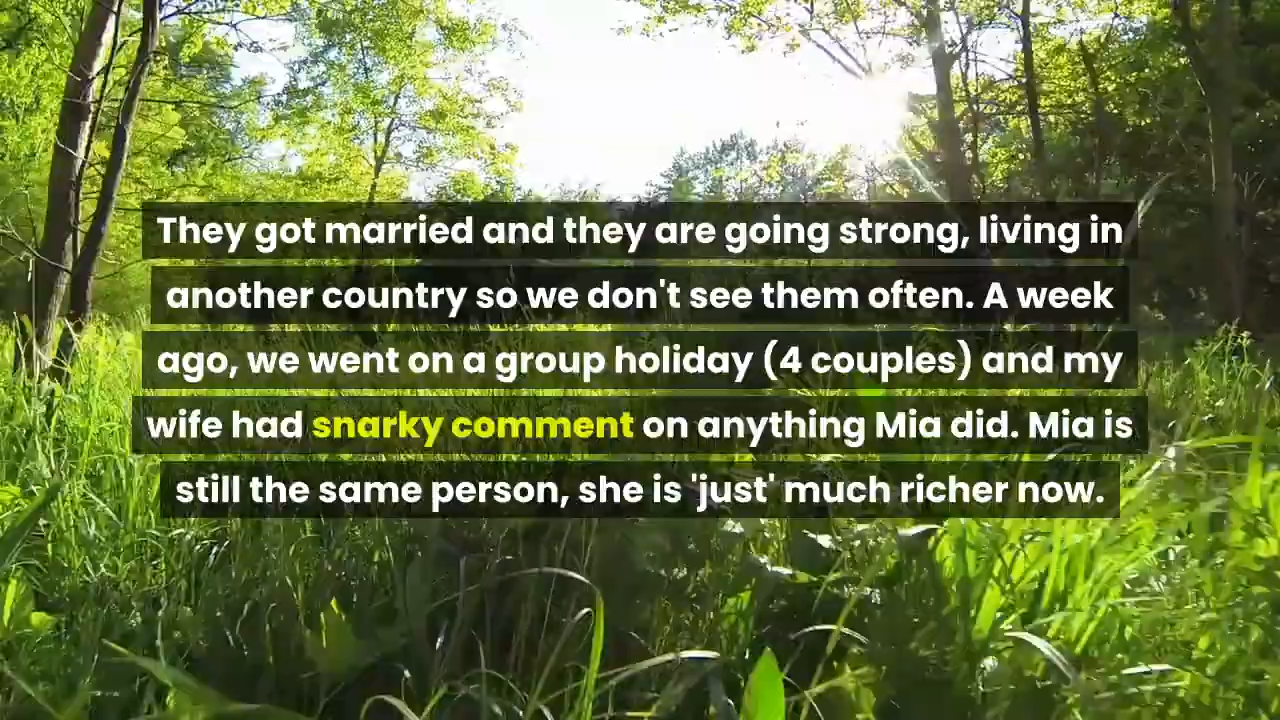 They got married and they are going strong, living in
another country so we don't see them often. A week
ago, we went on a group holiday (4 couples) and my
wife had snarky comment on anything Mia did. Mia is
still the same person, she is 'just' much richer now.